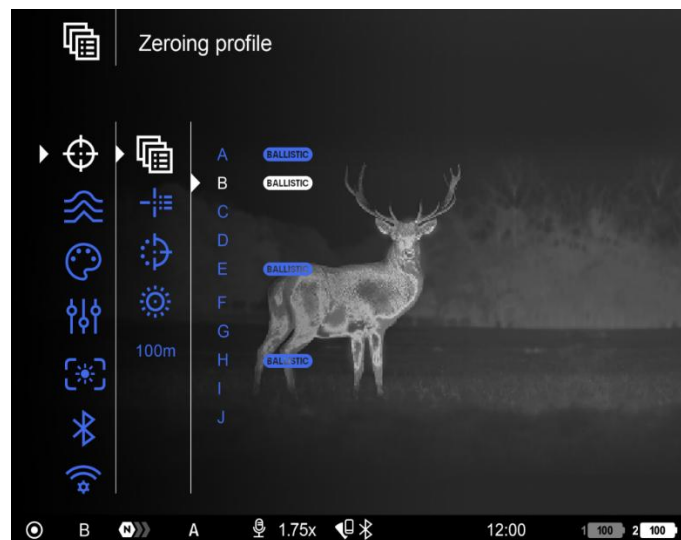 Zeroing profile
A BALLISTIC
B BALLISTIC
C
D
E BALLISTIC
F
G
100m
H BALLISTIC
I
J
B N A 1.75x 12:00 1 100 2 100